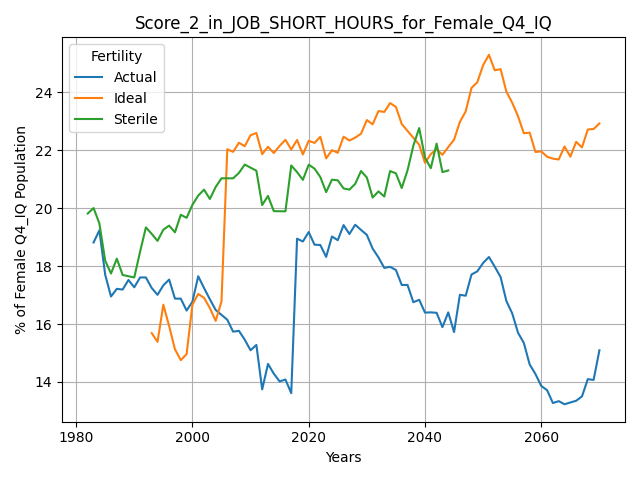 Score_2_in_JOB_SHORT_HOURS_for_Female_Q4_IQ
Fertility
Actual
Ideal
Sterile
% of Female Q4_IQ Population
24
22
20
18
16
14
1980
2000
2020
2040
2060
Years